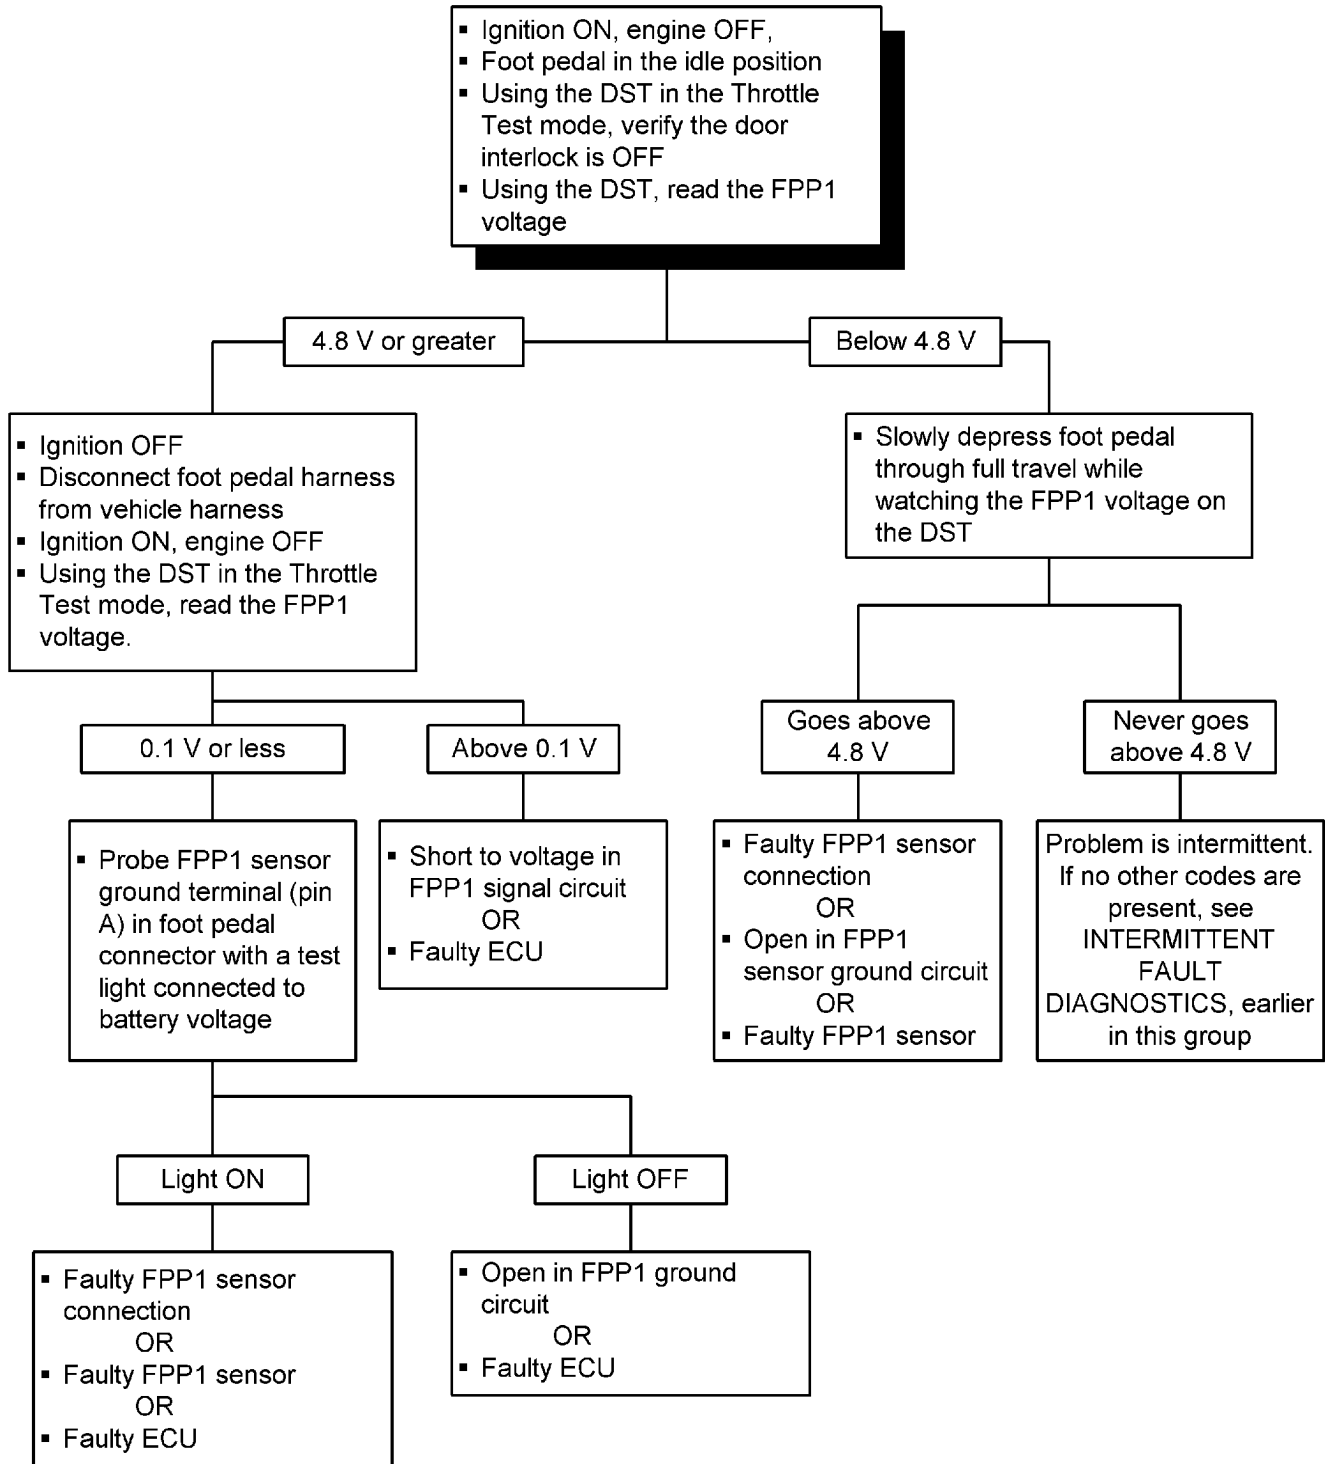 ▪ Ignition ON, engine OFF,
▪ Foot pedal in the idle position
▪ Using the DST in the Throttle
Test mode, verify the door
interlock is OFF
▪ Using the DST, read the FPP1
voltage
4.8 V or greater
Below 4.8 V
▪ Ignition OFF
▪ Disconnect foot pedal harness
from vehicle harness
▪ Ignition ON, engine OFF
▪ Using the DST in the Throttle
Test mode, read the FPP1
voltage.
▪ Slowly depress foot pedal
through full travel while
watching the FPP1 voltage on
the DST
0.1 V or less
Above 0.1 V
Goes above
4.8 V
Never goes
above 4.8 V
▪ Probe FPP1 sensor
ground terminal (pin
A) in foot pedal
connector with a test
light connected to
battery voltage
▪ Short to voltage in
FPP1 signal circuit
OR
▪ Faulty ECU
▪ Faulty FPP1 sensor
connection
OR
▪ Open in FPP1
sensor ground circuit
OR
▪ Faulty FPP1 sensor
Problem is intermittent.
If no other codes are
present, see
INTERMITTENT
FAULT
DIAGNOSTICS, earlier
in this group
Light ON
Light OFF
▪ Faulty FPP1 sensor
connection
OR
▪ Faulty FPP1 sensor
OR
▪ Faulty ECU
▪ Open in FPP1 ground
circuit
OR
▪ Faulty ECU